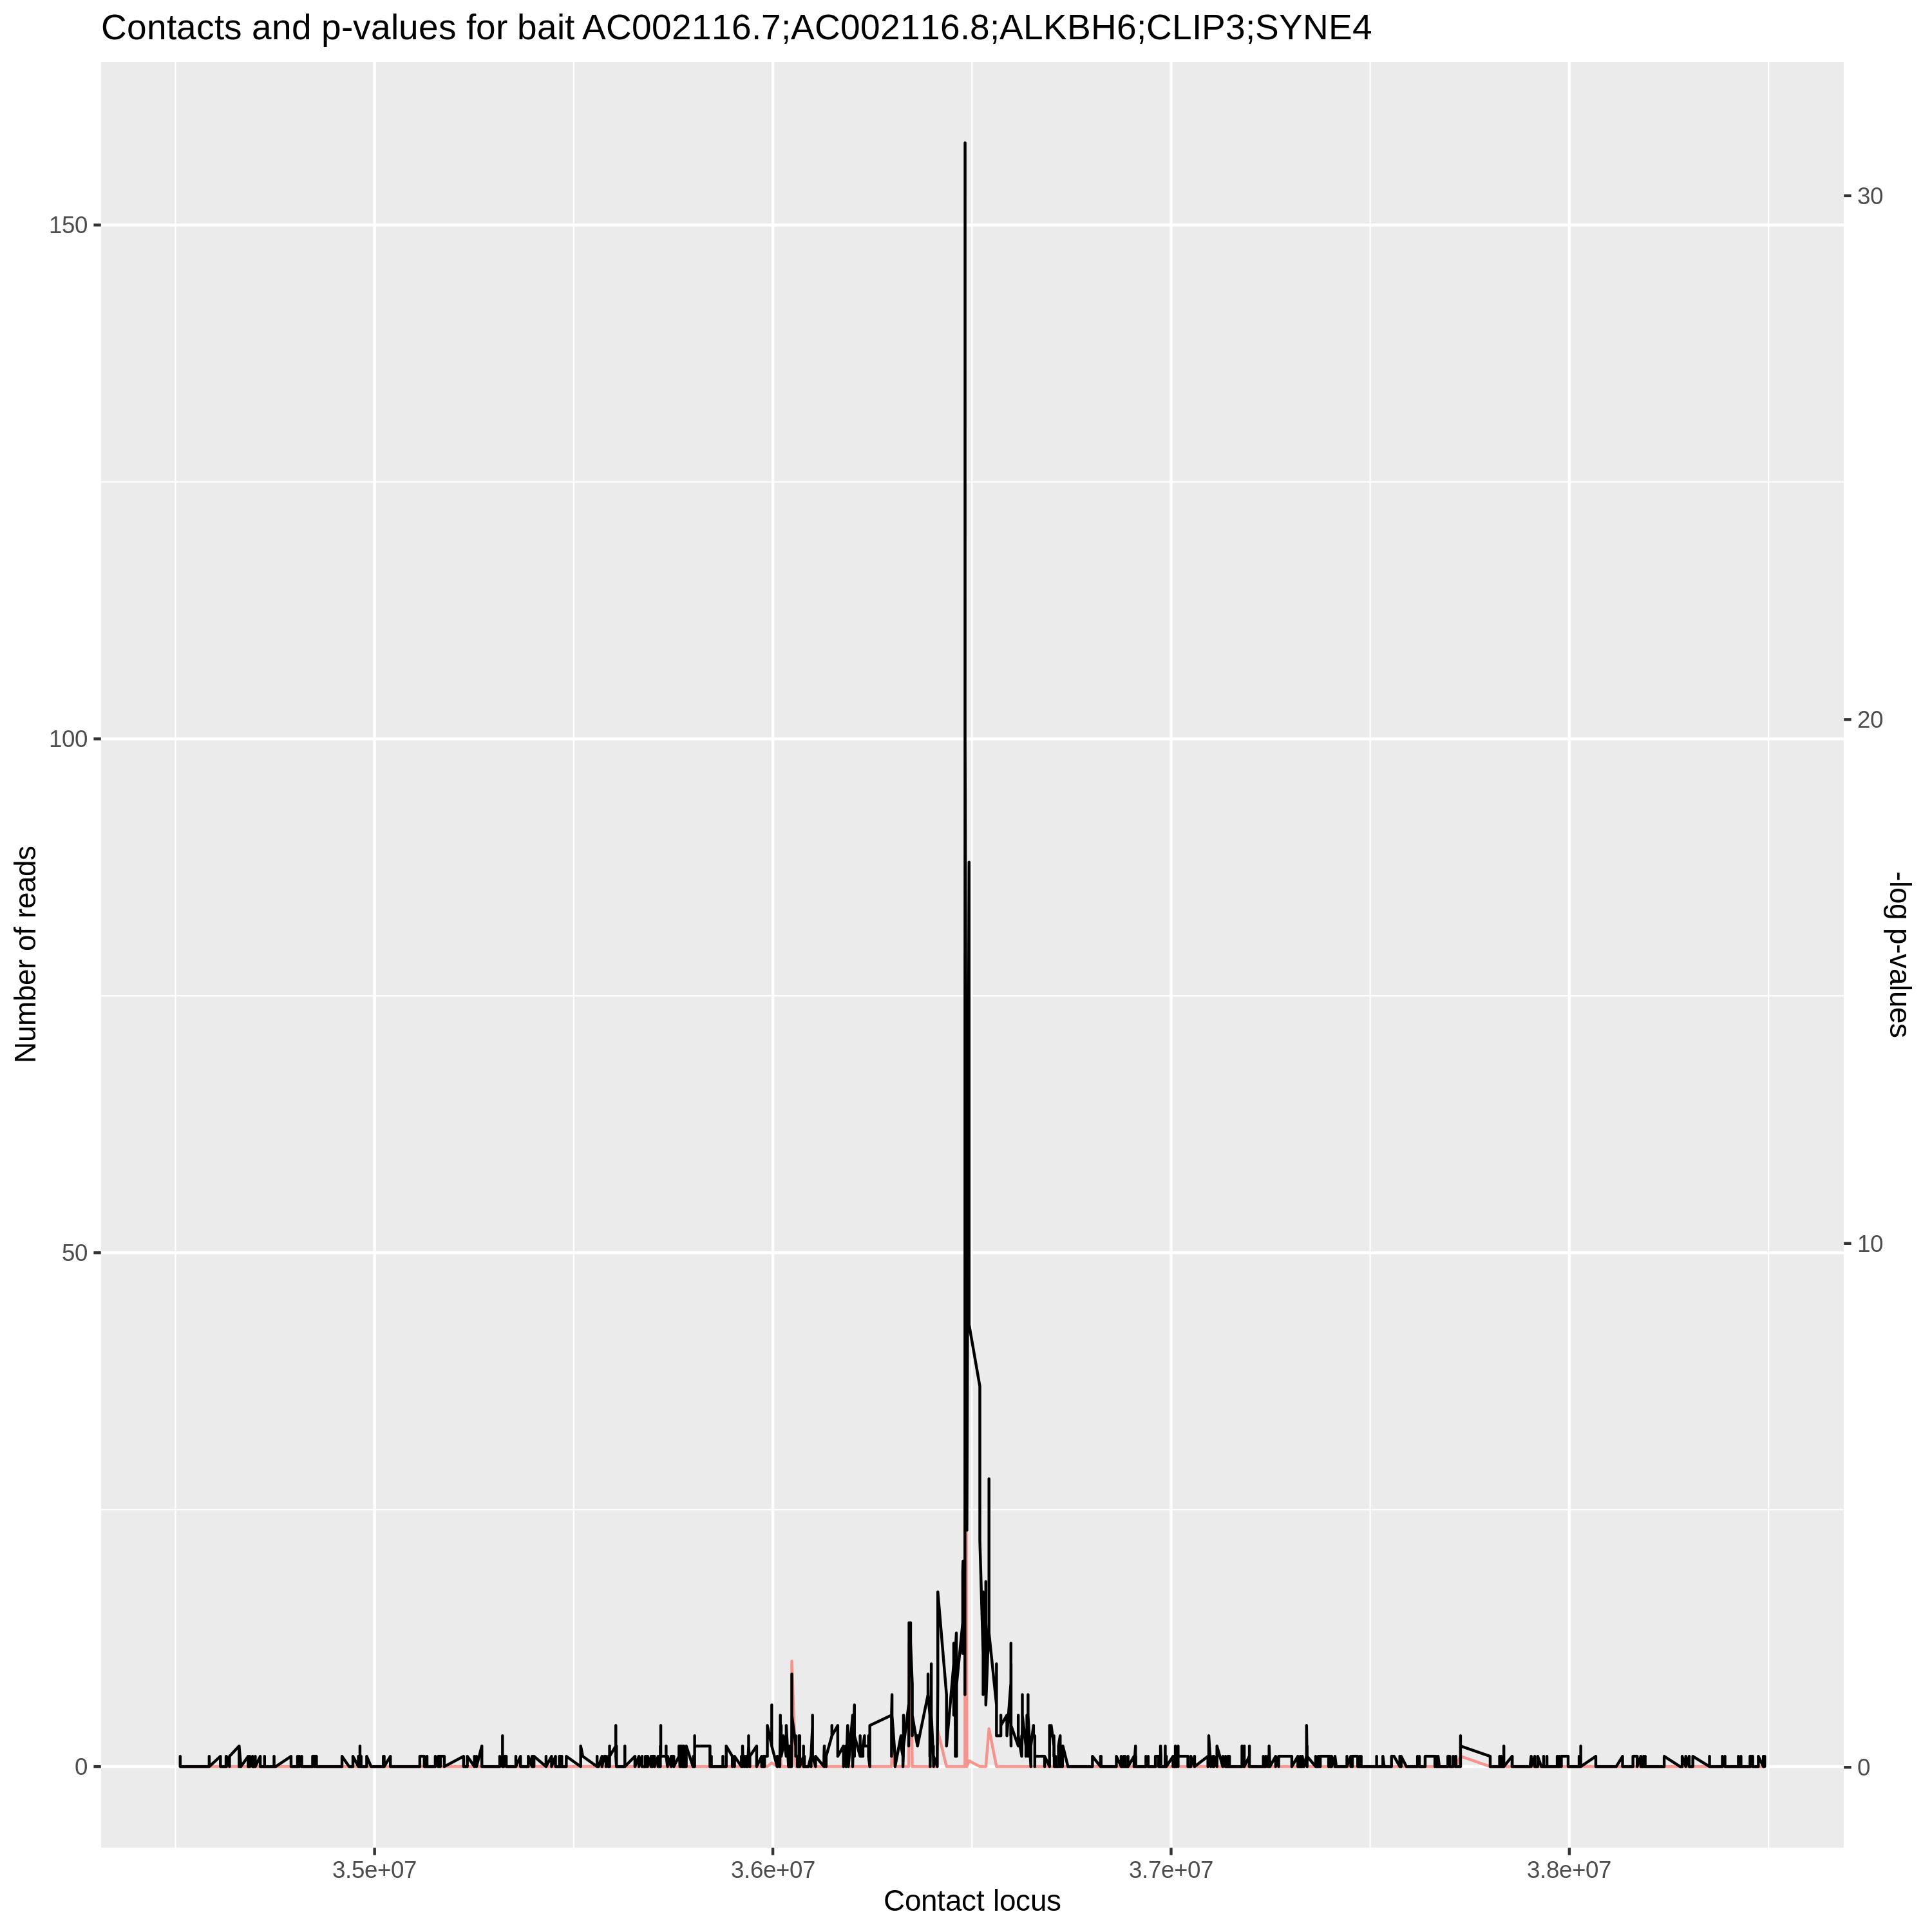 Contacts and p-values for bait AC002116.7;AC002116.8;ALKBH6;CLIP3;SYNE4
150
100
50
0
Number of reads
30
20
10
0
-log p-values
3.5e+07
3.6e+07
3.7e+07
3.8e+07
Contact locus